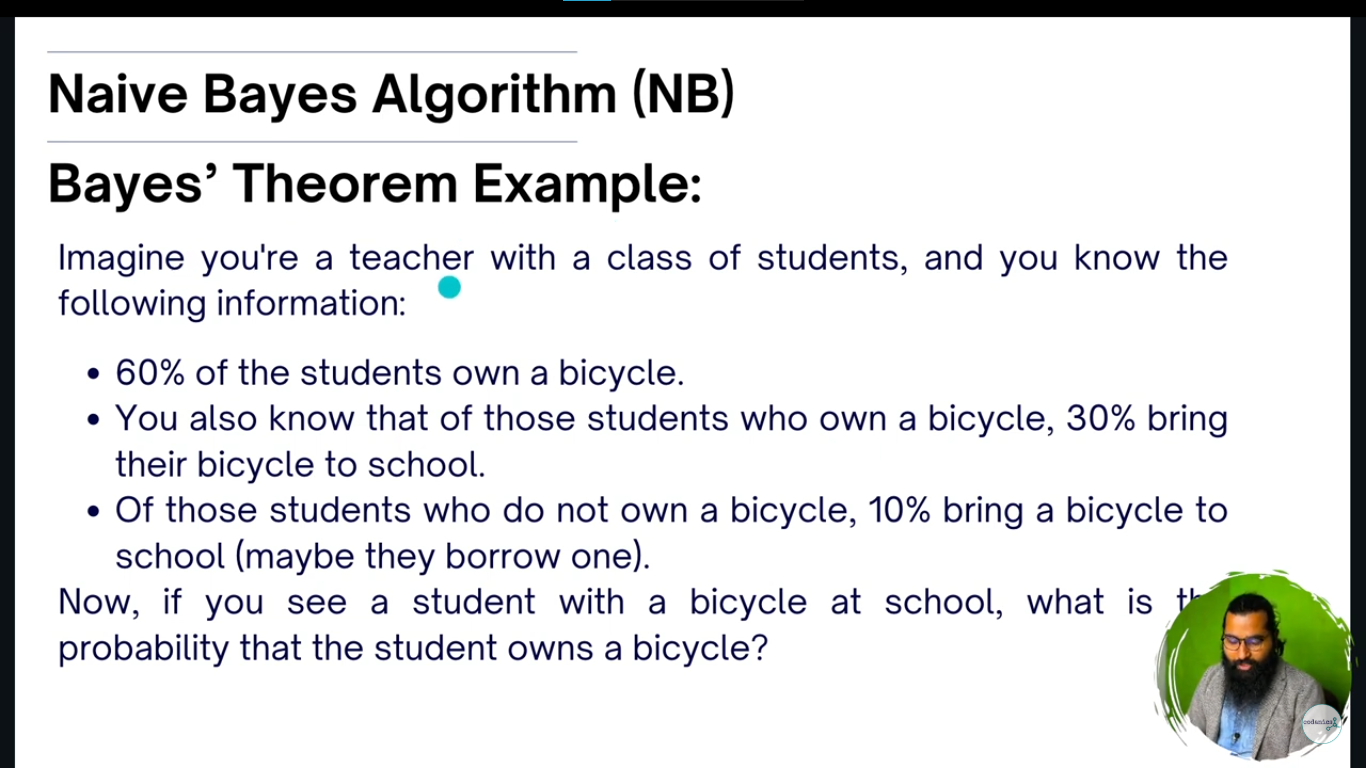 Naive Bayes Algorithm (NB)
Bayes’ Theorem Example:
Imagine you're a teacher with a class of students, and you know the
following information:
• 60% of the students own a bicycle.
• You also know that of those students who own a bicycle, 30% bring
their bicycle to school.
• Of those students who do not own a bicycle, 10% bring a bicycle to
school (maybe they borrow one).
Now, if you see a student with a bicycle at school, what is
probability that the student owns a bicycle?
codanics